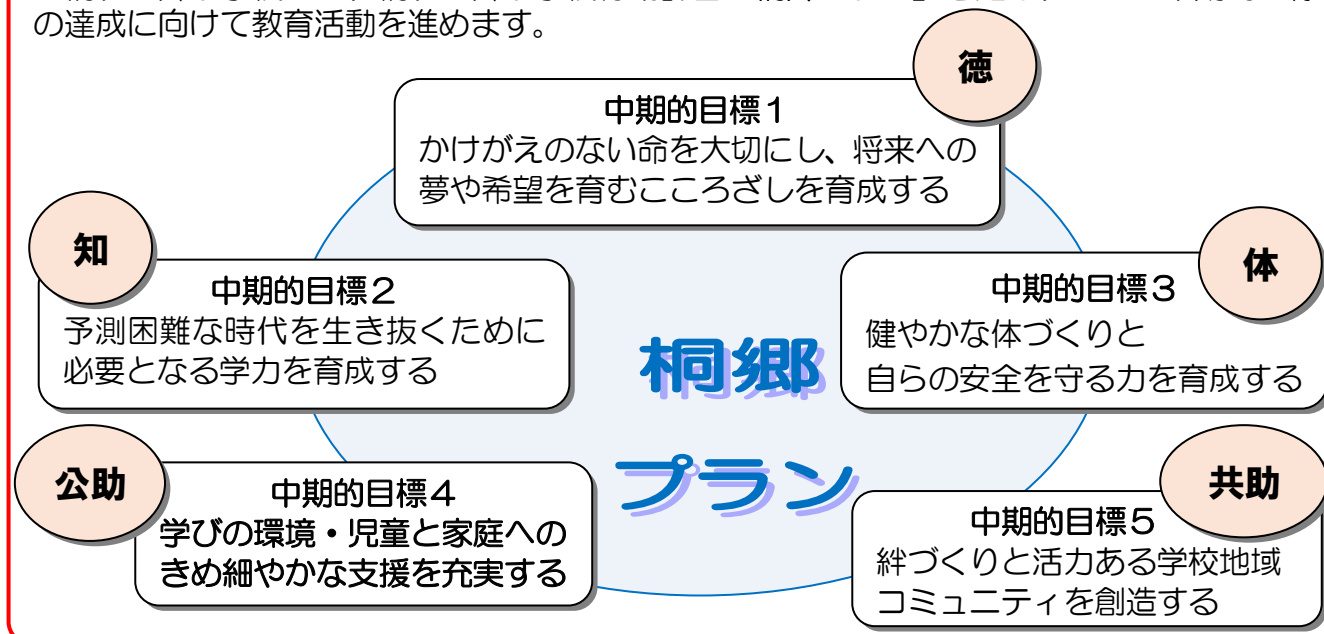 の達成に向けて教育活動を進めます。
徳
中期的目標1
かけがえのない命を大切にし、将来への
夢や希望を育むこころざしを育成する
知
中期的目標2
予測困難な時代を生き抜くために
必要となる学力を育成する
体
中期的目標3
健やかな体づくりと
自らの安全を守る力を育成する
桐郷
プラン
公助
中期的目標4
学びの環境・児童と家庭への
きめ細やかな支援を充実する
共助
中期的目標5
絆づくりと活力ある学校地域
コミュニティを創造する